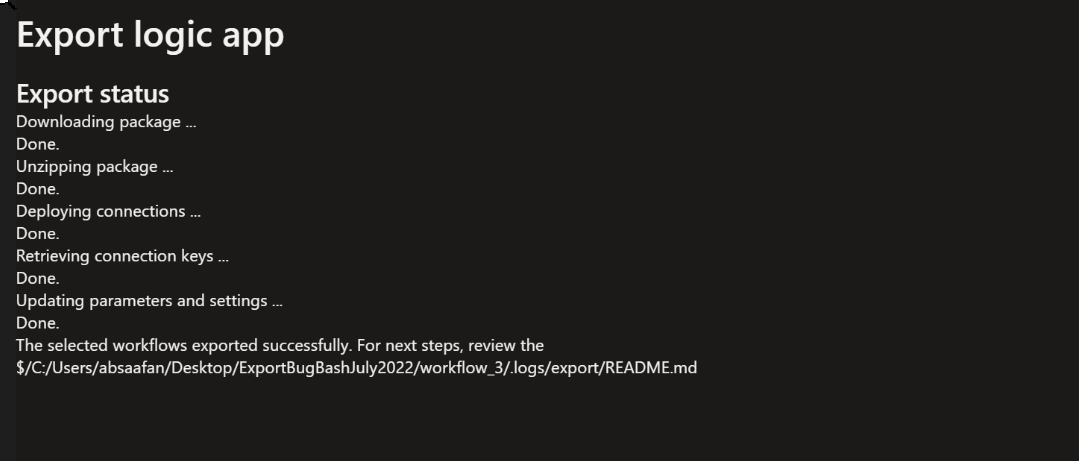 Export logic app
Export status
Downloading package ...
Done.
Unzipping package ...
Done.
Deploying connections ...
Done.
Retrieving connection keys ...
Done.
Updating parameters and settings ...
Done.
The selected workflows exported successfully. For next steps, review the
$/C:/Users/absaafan/Desktop/ExportBugBashJuly2022/workflow_3/.logs/export/README.md